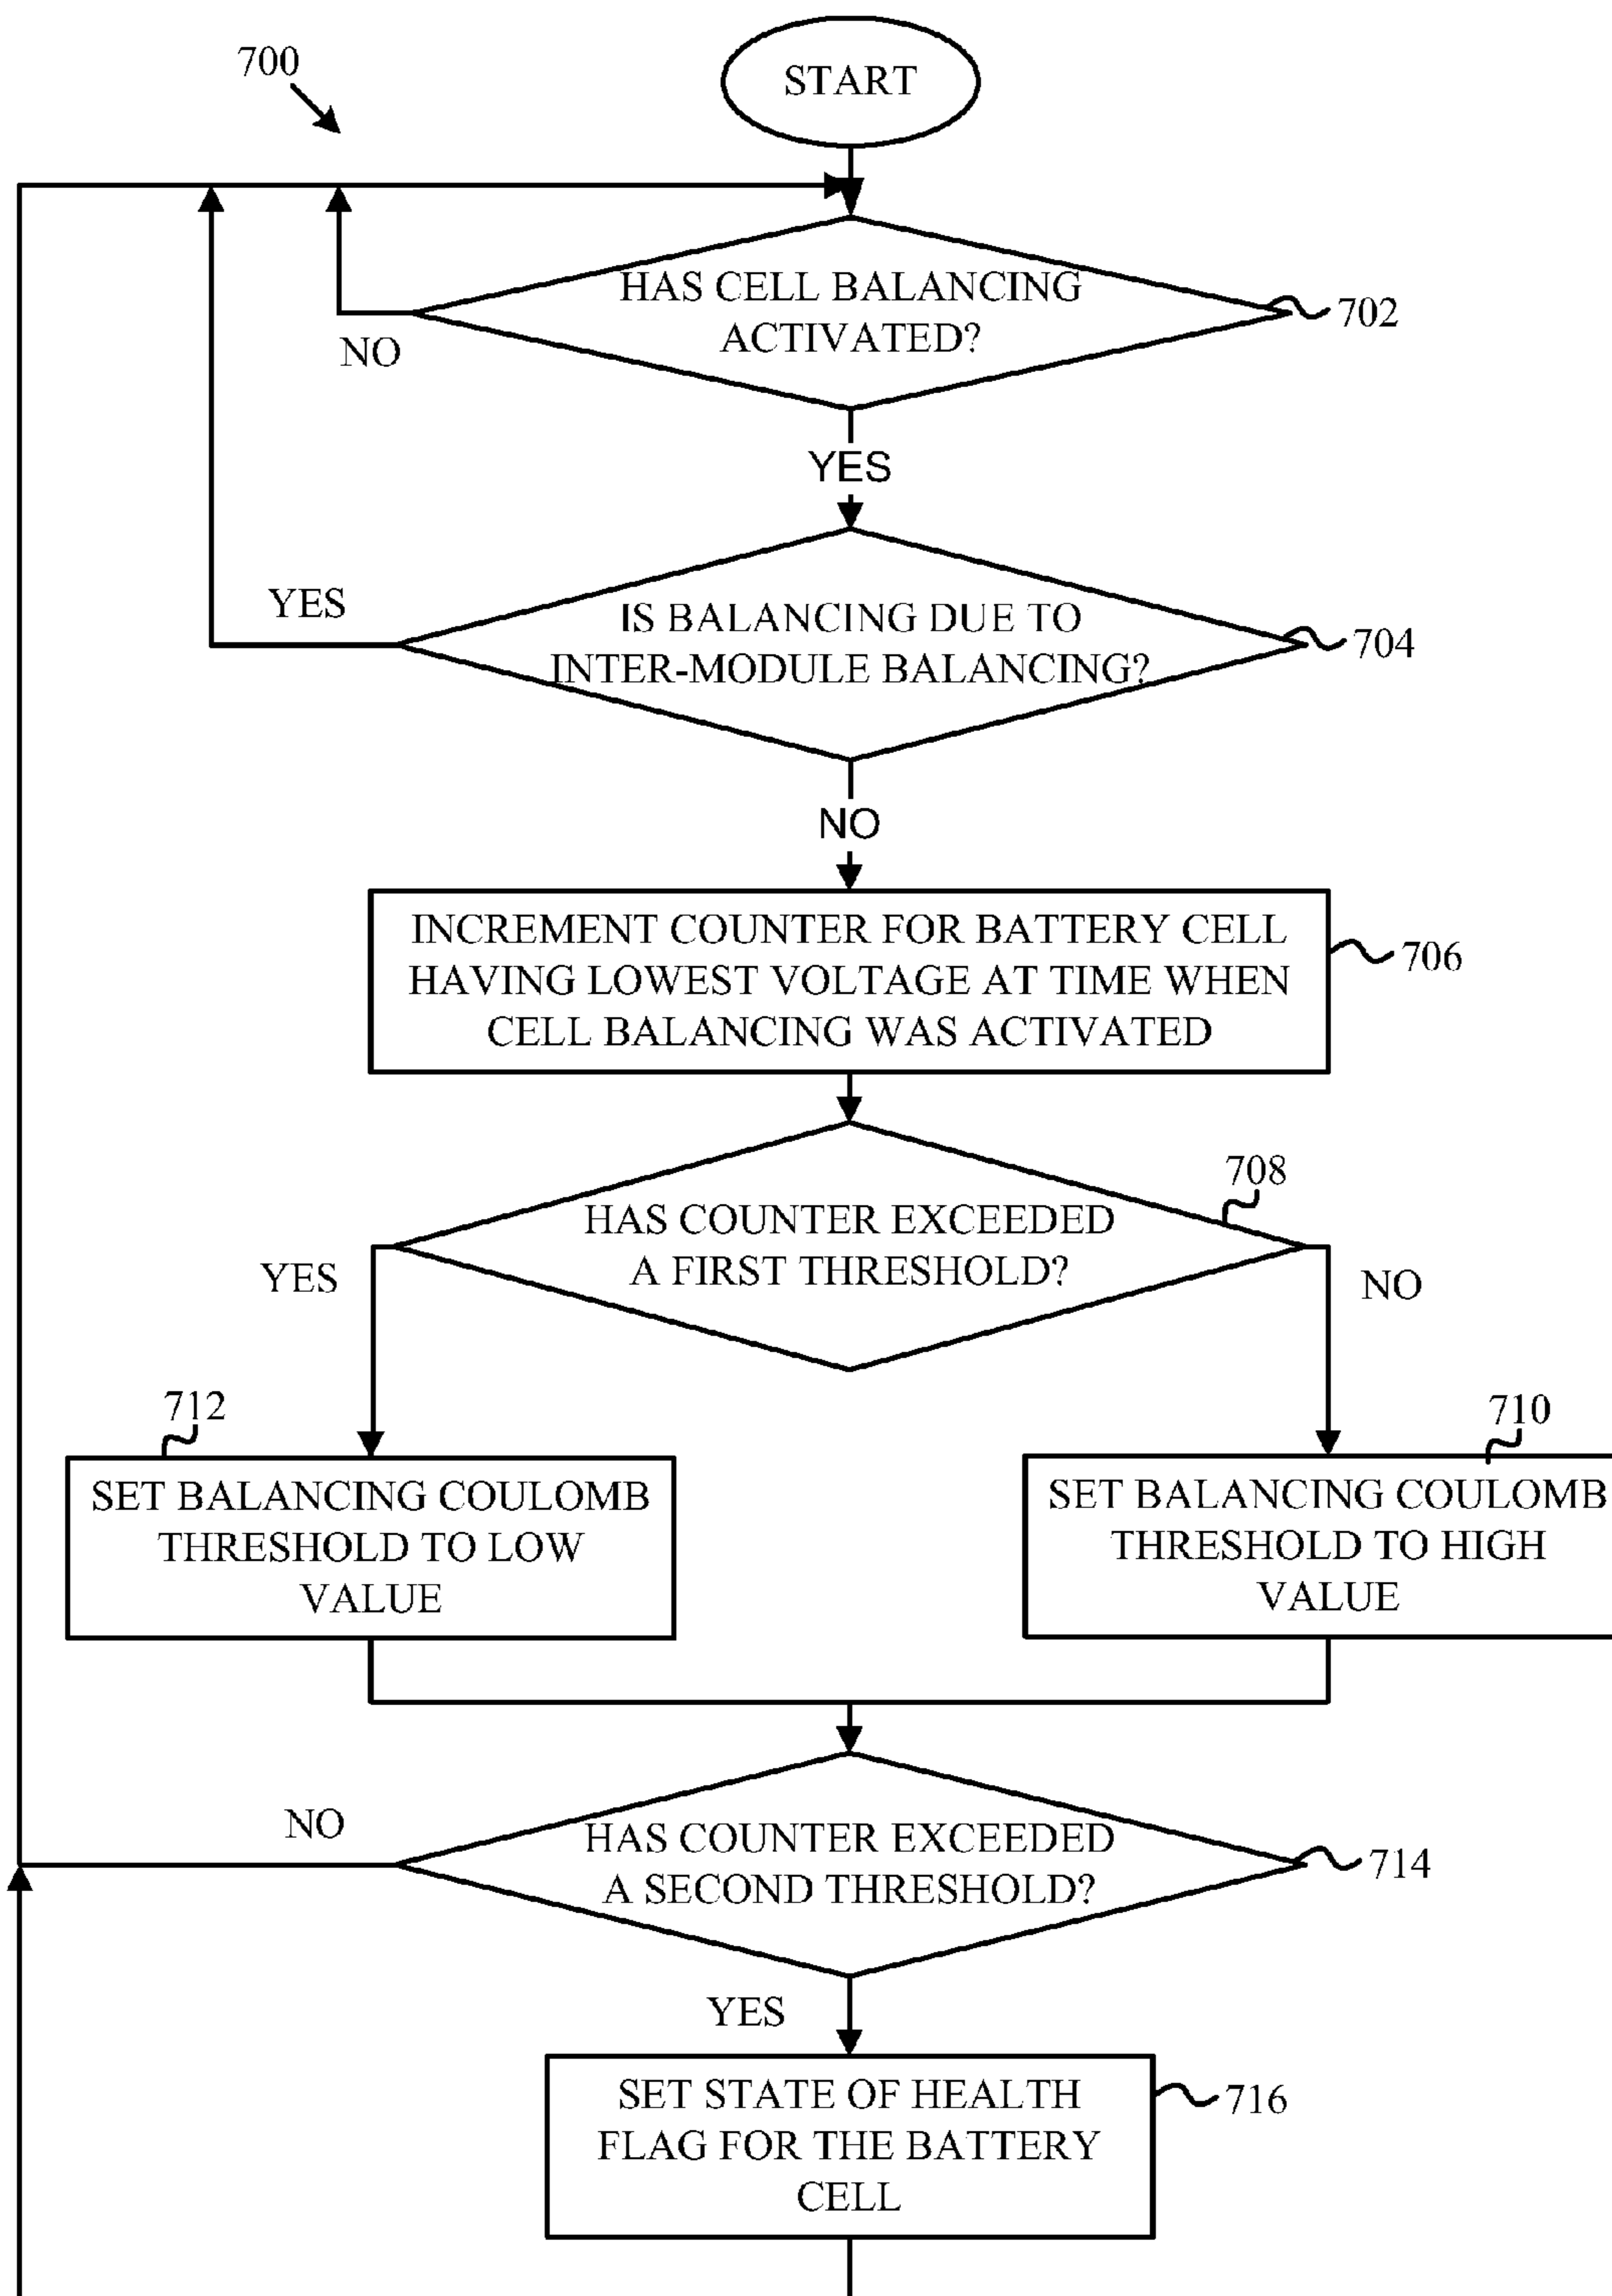 700
START
HAS CELL BALANCING
ACTIVATED?
702
NO
YES
IS BALANCING DUE TO
INTER-MODULE BALANCING?
704
YES
NO
INCREMENT COUNTER FOR BATTERY CELL
HAVING LOWEST VOLTAGE AT TIME WHEN
CELL BALANCING WAS ACTIVATED
706
708
HAS COUNTER EXCEEDED
A FIRST THRESHOLD?
YES
NO
712
SET BALANCING COULOMB
THRESHOLD TO LOW
VALUE
710
SET BALANCING COULOMB
THRESHOLD TO HIGH
VALUE
NO
HAS COUNTER EXCEEDED
A SECOND THRESHOLD?
714
YES
SET STATE OF HEALTH
FLAG FOR THE BATTERY
CELL
716